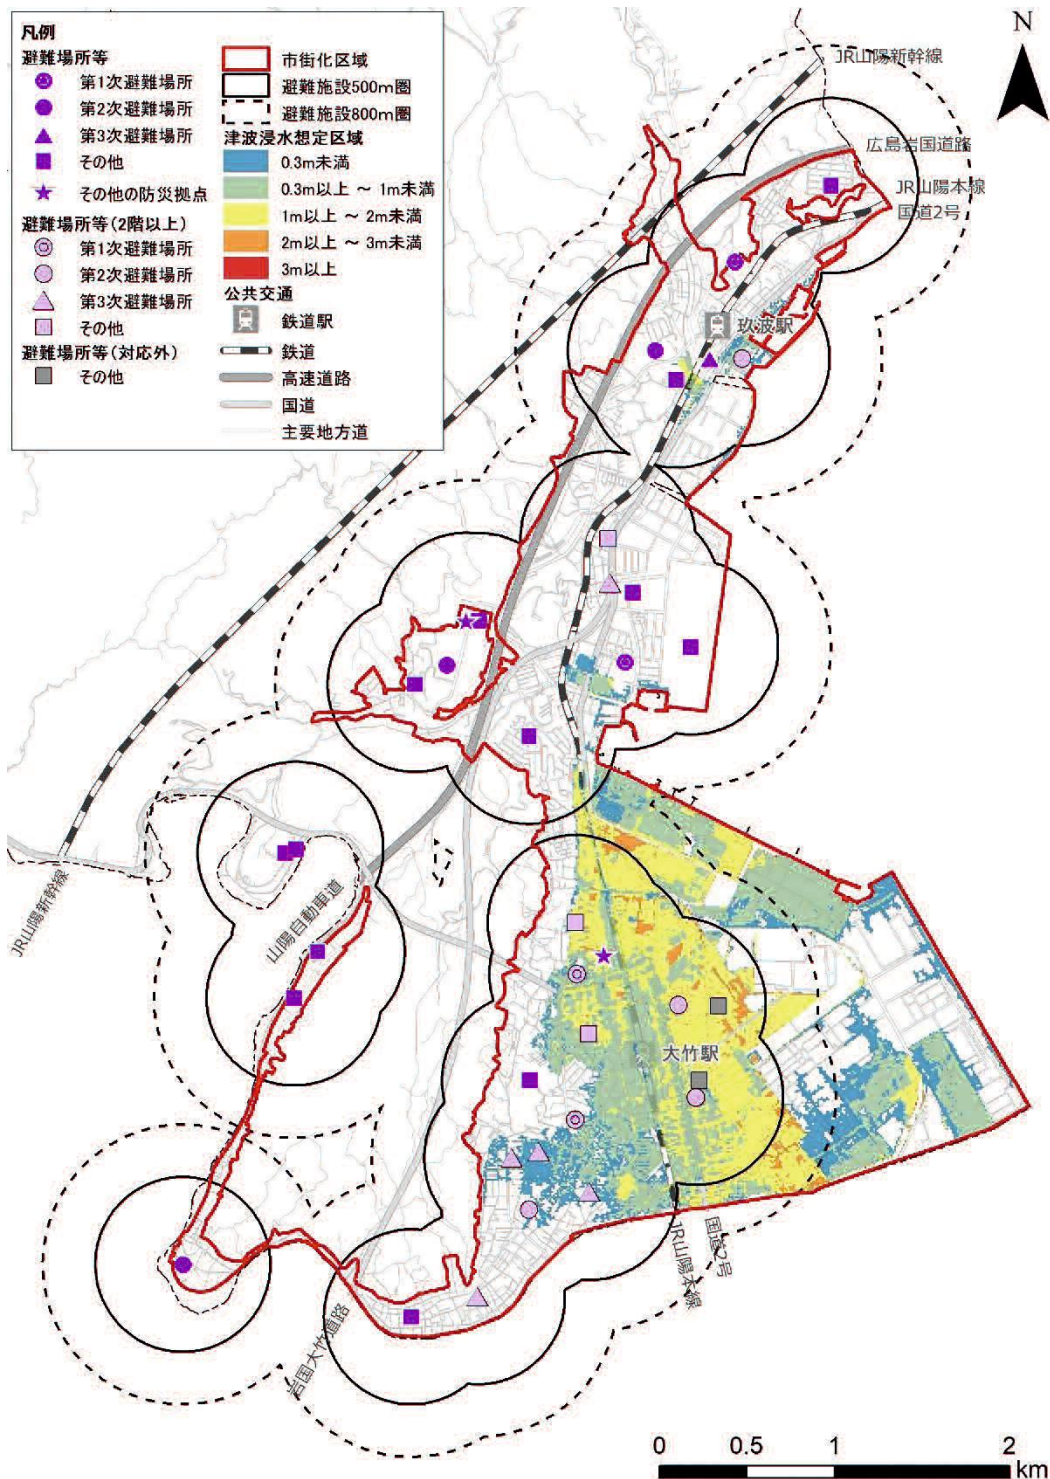 凡例
避難場所等
第1次避難場所
第2次避難場所
第3次避難場所
その他
その他の防災拠点
避難場所等(2階以上)
第1次避難場所
第2次避難場所
第3次避難場所
その他
避難場所等(対応外)
その他
市街化区域
避難施設500m圏
避難施設800m圏
津波浸水想定区域
0.3m未満
0.3m以上 ~ 1m未満
1m以上 ~ 2m未満
2m以上 ~ 3m未満
3m以上
公共交通
鉄道駅
鉄道
高速道路
国道
主要地方道
N
JR山陽新幹線
広島岩国道路
JR山陽本線
国道2号
玖波駅
JR山陽新幹線
山陽自動車道
大竹駅
岩国大竹道路
JR山陽本線
国道2号
0 0.5 1 2
km